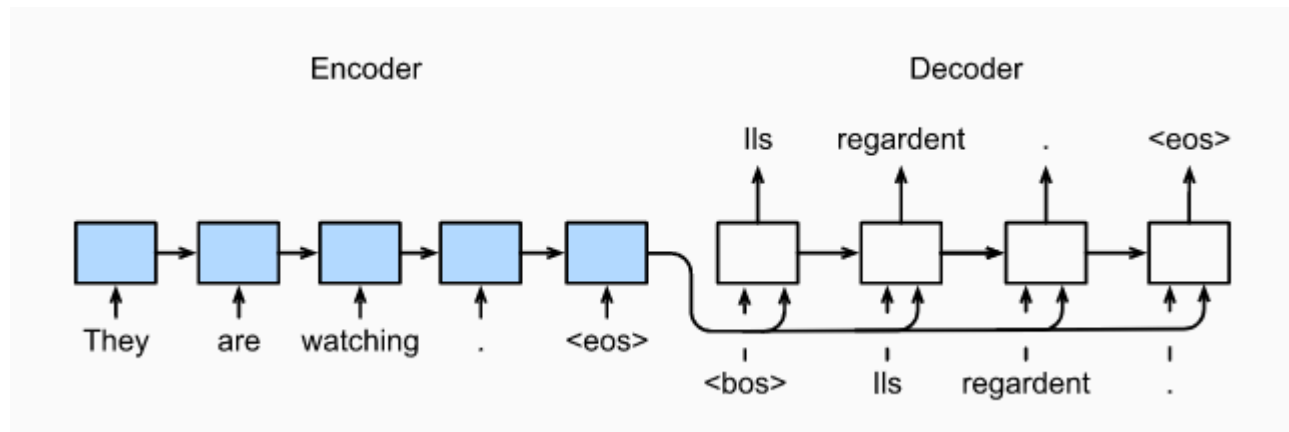 Encoder Decoder
Ils regardent . <eos>
They are watching . <eos>
<bos> Ils regardent .